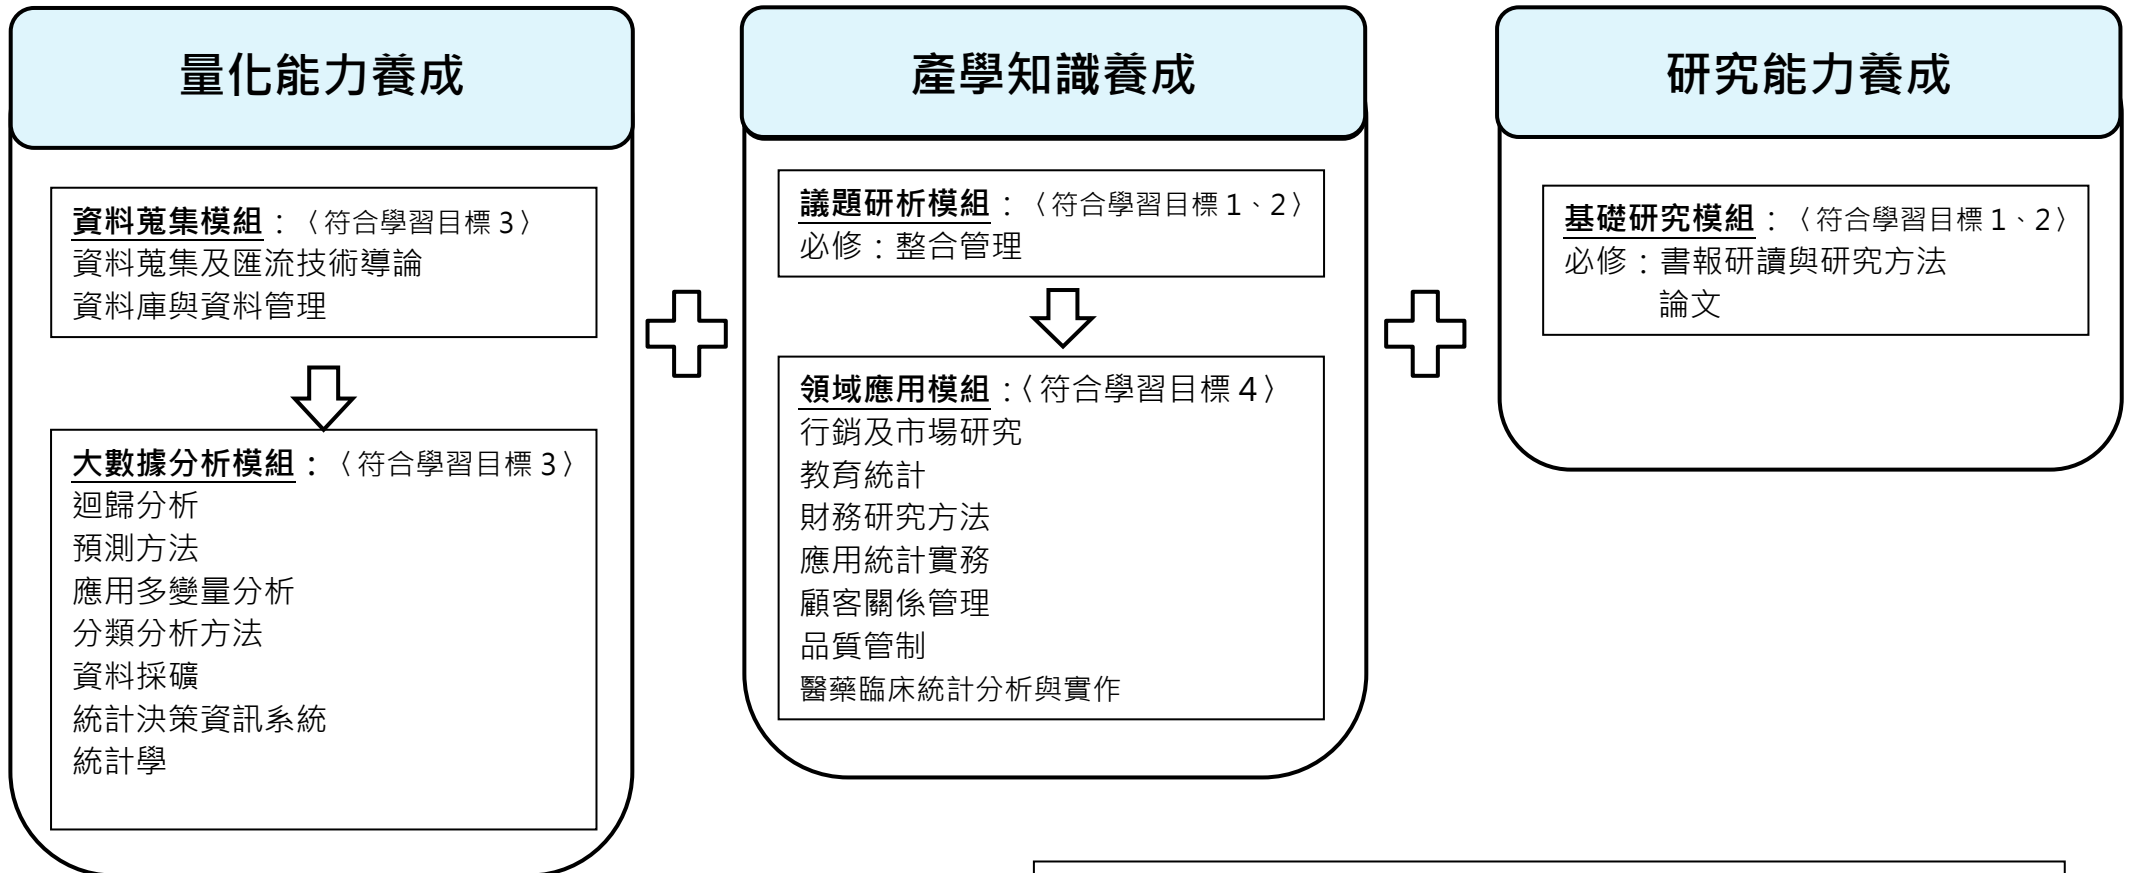 量化能力養成
資料蒐集模組：〈符合學習目標 3〉
資料蒐集及匯流技術導論
資料庫與資料管理
大數據分析模組：〈符合學習目標 3〉
迴歸分析
預測方法
應用多變量分析
分類分析方法
資料採礦
統計決策資訊系統
統計學
產學知識養成
議題研析模組：〈符合學習目標 1、2〉
必修：整合管理
領域應用模組：〈符合學習目標 4〉
行銷及市場研究
教育統計
財務研究方法
應用統計實務
顧客關係管理
品質管制
醫藥臨床統計分析與實作
研究能力養成
基礎研究模組：〈符合學習目標 1、2〉
必修：書報研讀與研究方法
論文